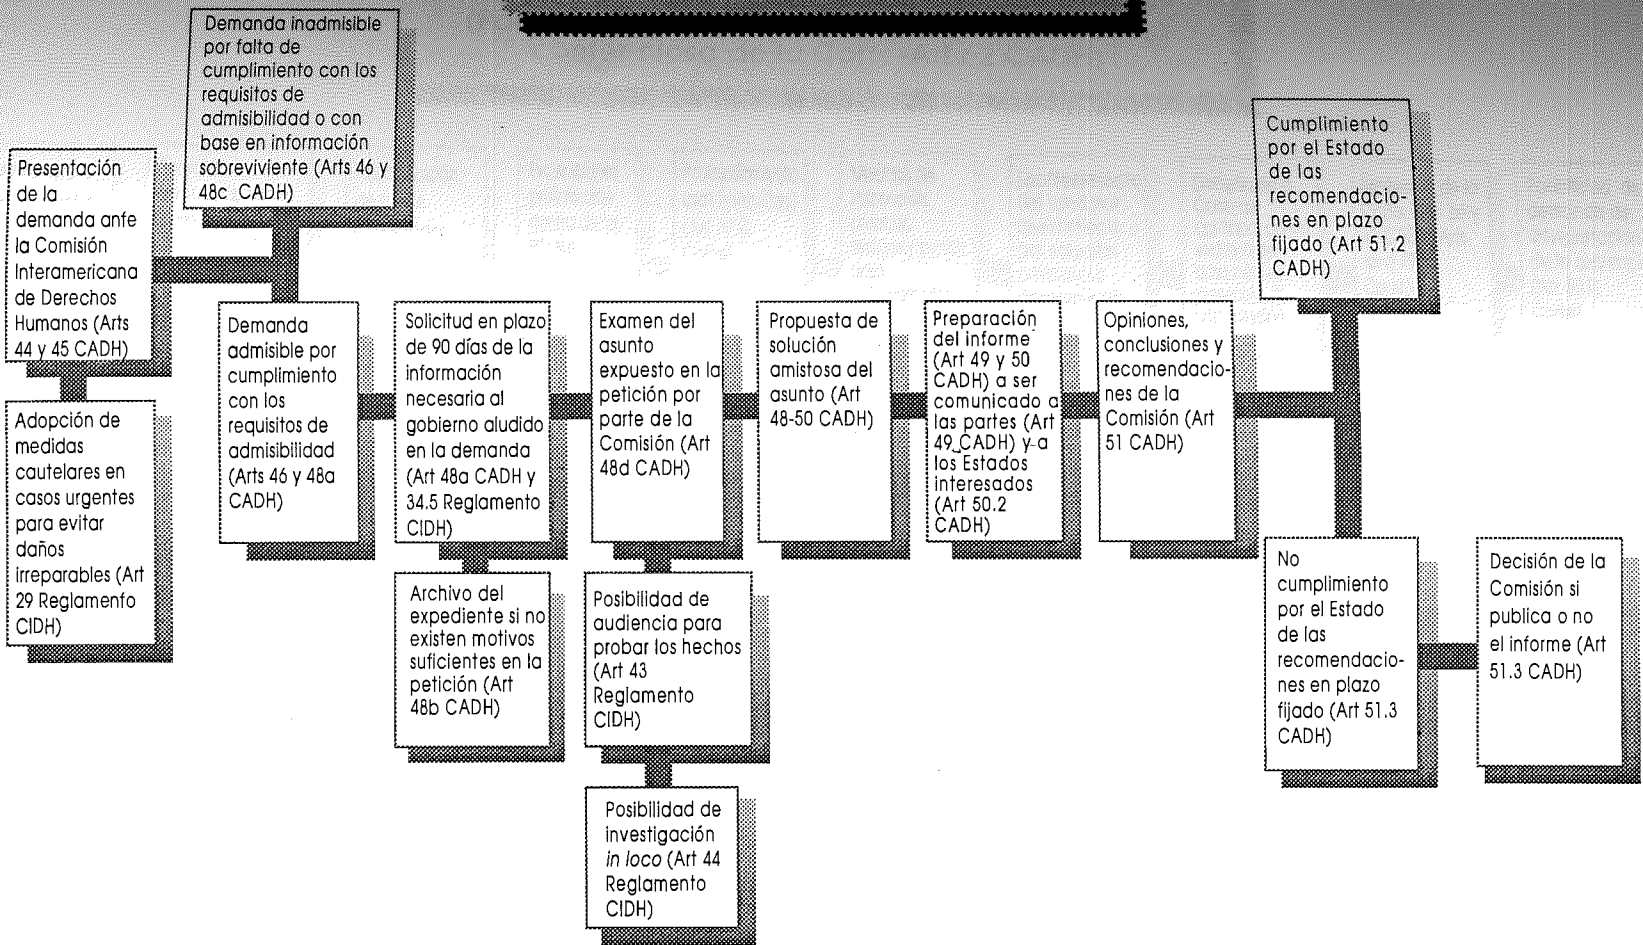 Demanda inadmisible
por falta de
cumplimiento con los
requisitos de
admisibilidad o con
base en información
sobreviviente (Arts 46 y
48c CADH)
Presentación
de la
demanda ante
la Comisión
Interamericana
de Derechos
Humanos (Arts
44 y 45 CADH)
Adopción de
medidas
cautelares en
casos urgentes
para evitar
daños
irreparables (Art
29 Reglamento
CIDH)
Demanda
admisible por
cumplimiento
con los
requisitos de
admisibilidad
(Arts 46 y 48a
CADH)
Solicitud en plazo
de 90 días de la
información
necesaria al
gobierno aludido
en la demanda
(Art 48a CADH y
34.5 Reglamento
CIDH)
Archivo del
expediente si no
existen motivos
suficientes en la
petición (Art
48b CADH)
Examen del
asunto
expuesto en la
petición por
parte de la
Comisión (Art
48d CADH)
Posibilidad de
audiencia para
probar los hechos
(Art 43
Reglamento
CIDH)
Posibilidad de
investigación
in loco (Art 44
Reglamento
CIDH)
Propuesta de
solución
amistosa del
asunto (Art
48-50 CADH)
Preparación
del informe
(Art 49 y 50
CADH) a ser
comunicado a
las partes (Art
49 CADH) y a
los Estados
interesados
(Art 50.2
CADH)
Opiniones,
conclusiones y
recomendacio-
nes de la
Comisión (Art
51 CADH)
Cumplimiento
por el Estado
de las
recomendacio-
nes en plazo
fijado (Art 51.2
CADH)
No
cumplimiento
por el Estado
de las
recomendacio-
nes en plazo
fijado (Art 51.3
CADH)
Decisión de la
Comisión si
publica o no
el informe (Art
51.3 CADH)